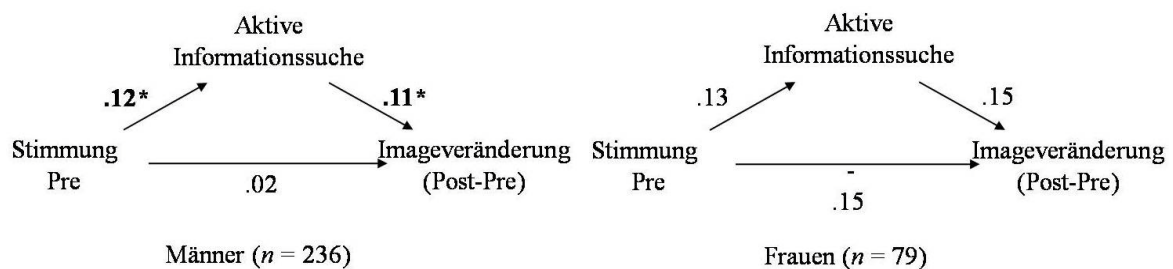 Aktive
Informationssuche
.12*
.11*
Stimmung
Pre
Imageveränderung
(Post-Pre)
.02
Männer (n = 236)
Aktive
Informationssuche
.13
.15
Stimmung
Pre
Imageveränderung
(Post-Pre)
-
.15
Frauen (n = 79)